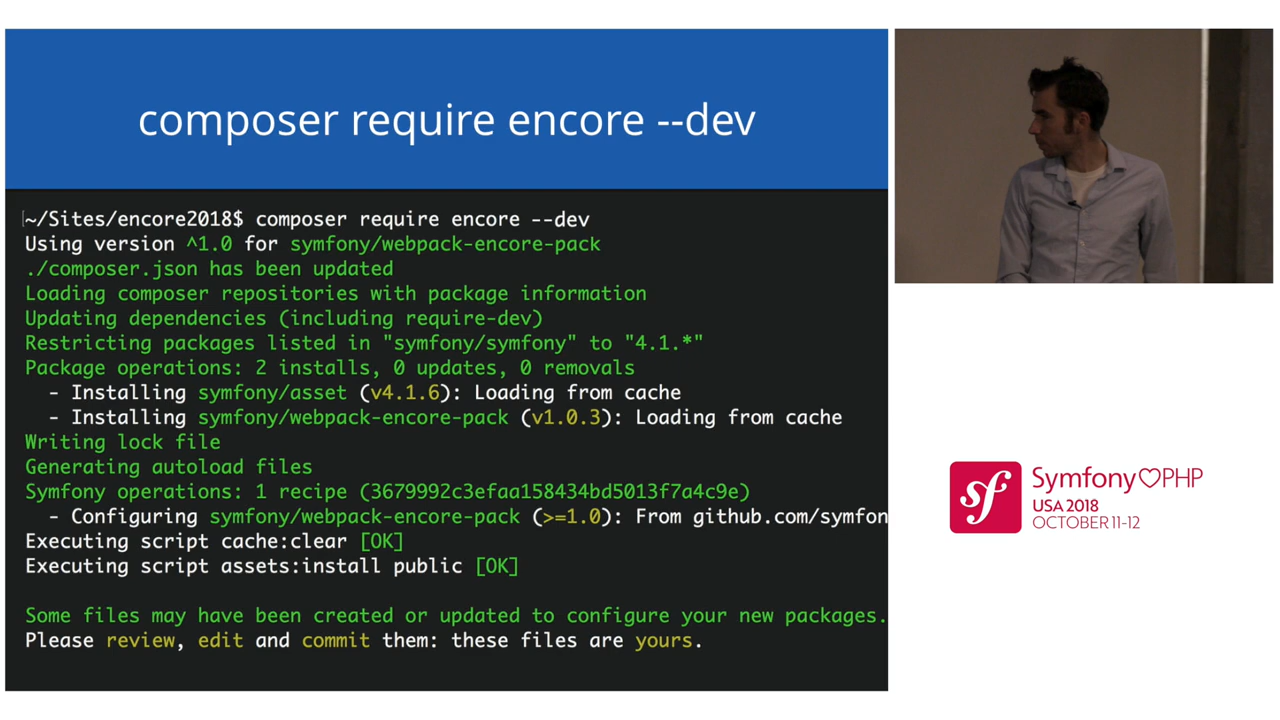 composer require encore --dev
~/Sites/encore2018$ composer require encore --dev
Using version ^1.0 for symfony/webpack-encore-pack
./composer.json has been updated
Loading composer repositories with package information
Updating dependencies (including require-dev)
Restricting packages listed in "symfony/symfony" to "4.1.*"
Package operations: 2 installs, 0 updates, 0 removals
- Installing symfony/asset (v4.1.6): Loading from cache
- Installing symfony/webpack-encore-pack (v1.0.3): Loading from cache
Writing lock file
Generating autoload files
Symfony operations: 1 recipe (3679992c3efaa158434bd5013f7a4c9e)
- Configuring symfony/webpack-encore-pack (>=1.0): From github.com/symfon
Executing script cache:clear [OK]
Executing script assets:install public [OK]
Some files may have been created or updated to configure your new packages.
Please review, edit and commit them: these files are yours.
sf
Symfony♡PHP
USA 2018
OCTOBER 11-12